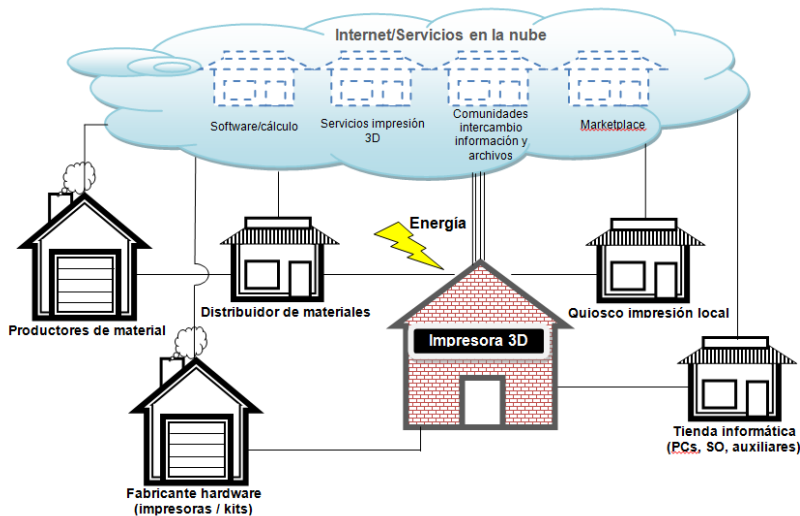 Internet/Servicios en la nube
Software/cálculo
Servicios impresión
3D
Comunidades
intercambio
información y
archivos
Marketplace
Energía
Productores de material
Distribuidor de materiales
Quiosco impresión local
Impresora 3D
Tienda informática
(PCs, SO, auxiliares)
Fabricante hardware
(impresoras / kits)